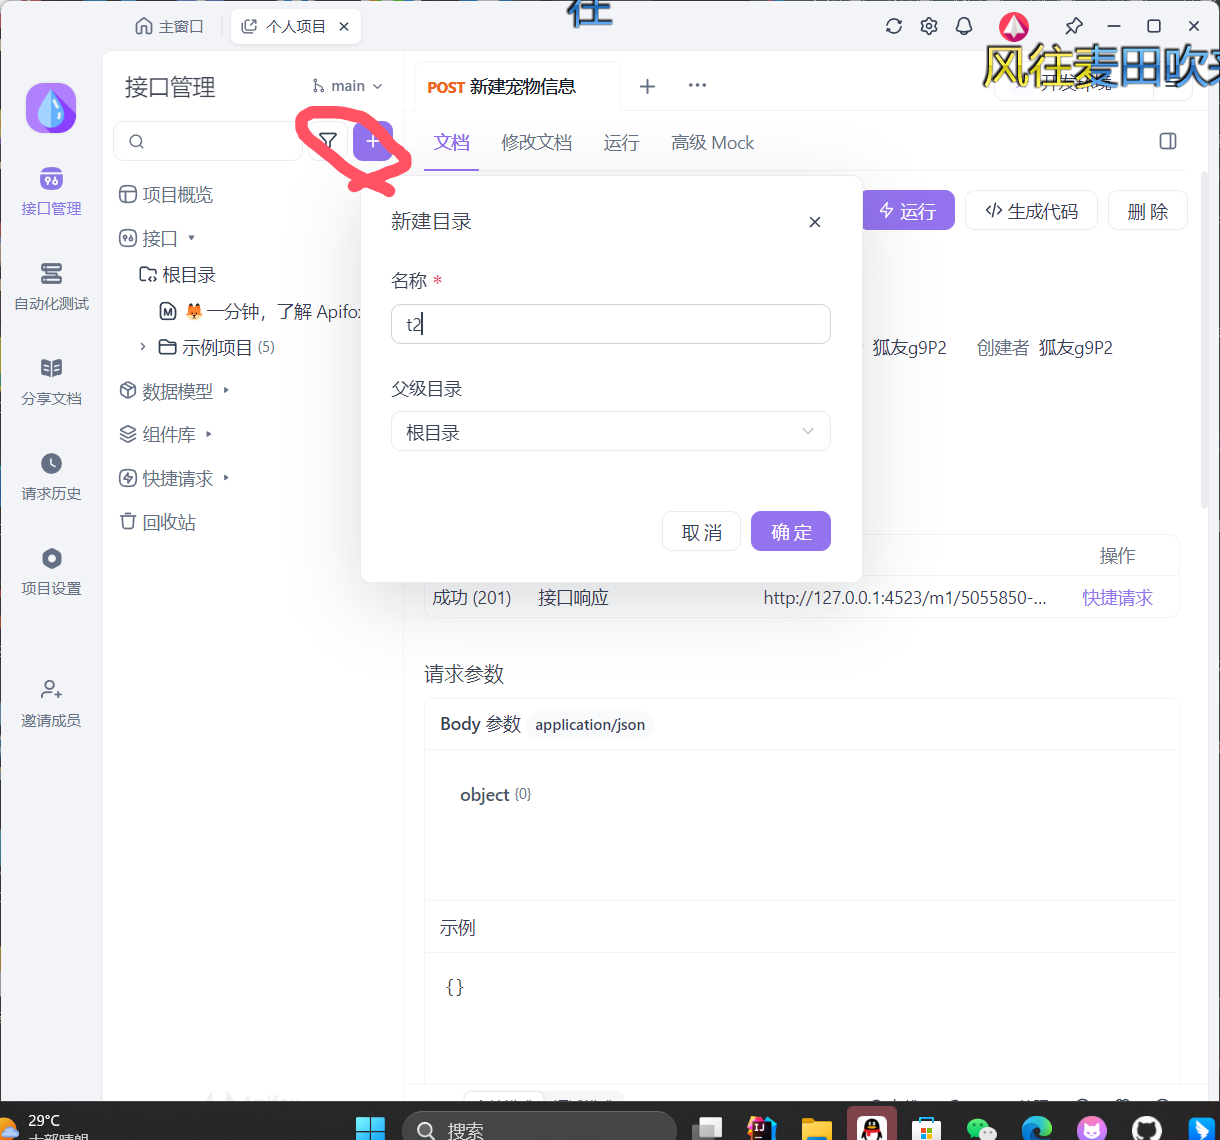 往
主窗口
个人项目
风往麦田吹来
开发环境
接口管理
main
POST 新建宠物信息
文档
修改文档
运行
高级 Mock
接口管理
自动化测试
分享文档
请求历史
项目设置
邀请成员
项目概览
接口
根目录
一分钟，了解 Apifox
示例项目 (5)
数据模型
组件库
快捷请求
回收站
新建目录
名称 *
t2
父级目录
根目录
取 消
确 定
运行
生成代码
删 除
狐友g9P2
创建者 狐友g9P2
操作
成功 (201)
接口响应
http://127.0.0.1:4523/m1/5055850-...
快捷请求
请求参数
Body 参数
application/json
object {0}
示例
{}
29°C
大部晴朗
搜索